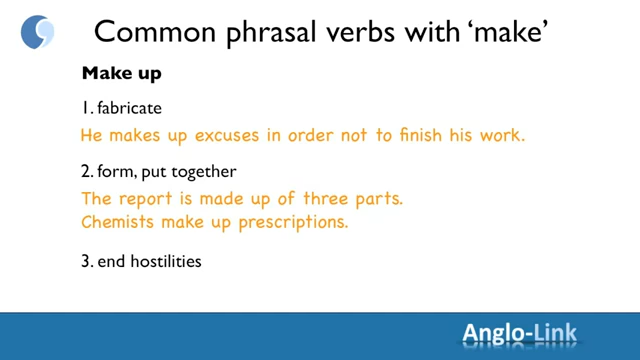 Common phrasal verbs with ‘make’
Make up
1. fabricate
He makes up excuses in order not to finish his work.
2. form, put together
The report is made up of three parts.
Chemists make up prescriptions.
3. end hostilities
Anglo-Link